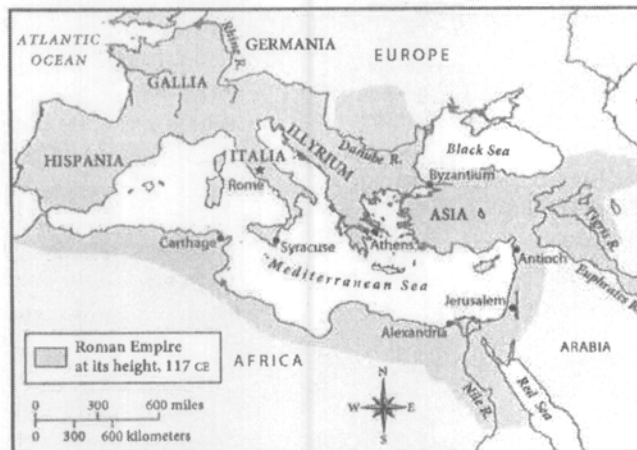 ATLANTIC
OCEAN
Rhine R.
GERMANIA
EUROPE
GALLIA
HISPANIA
ITALIA
Rome
ILLYRIUM
Danube R.
Black Sea
Byzantium
ASIA
Tigris R.
Euphrates R.
Carthage
Syracuse
Athens
Antioch
Mediterranean Sea
Jerusalem
Alexandria
ARABIA
AFRICA
Nile R.
Red Sea
Roman Empire
at its height, 117 CE
0 300 600 miles
0 300 600 kilometers
N
W E
S